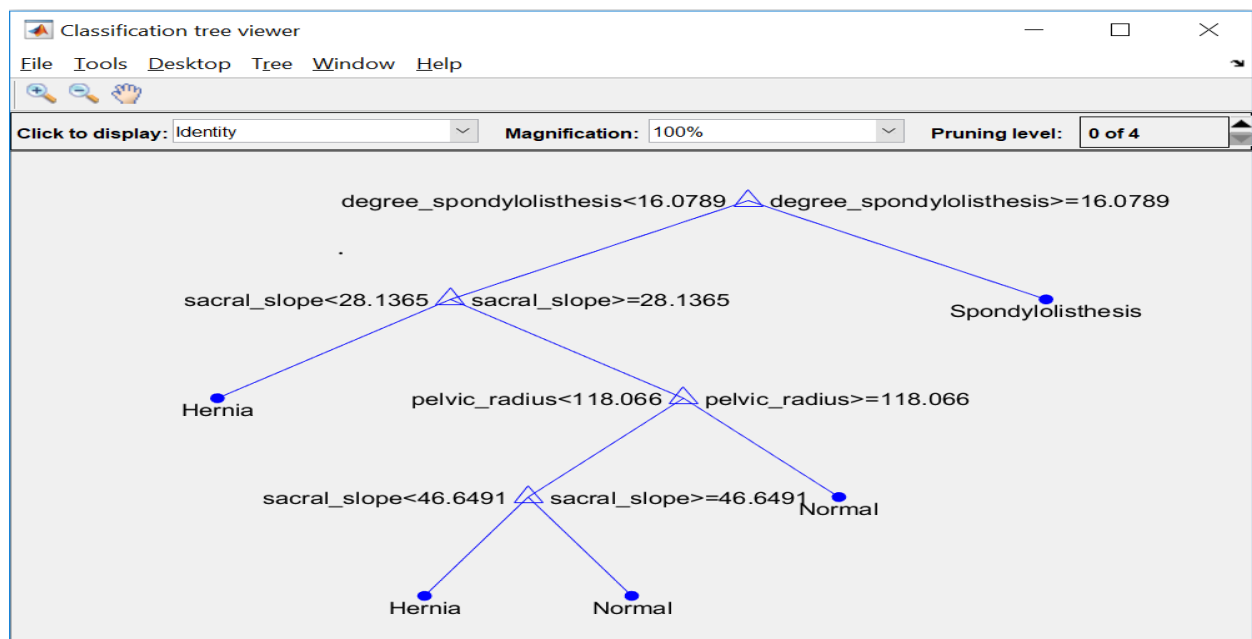 Classification tree viewer
File Tools Desktop Tree Window Help
Click to display: Identity Magnification: 100% Pruning level: 0 of 4
degree_spondylolisthesis<16.0789 degree_spondylolisthesis>=16.0789
sacral_slope<28.1365 sacral_slope>=28.1365
Spondylolisthesis
Hernia
pelvic_radius<118.066 pelvic_radius>=118.066
sacral_slope<46.6491 sacral_slope>=46.6491
Normal
Hernia Normal